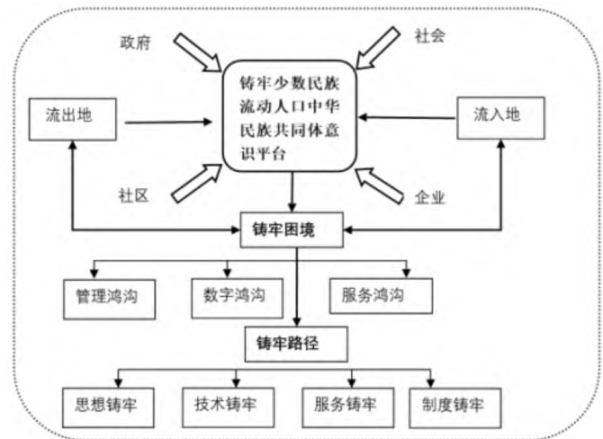 政府
社会
铸牢少数民族
流动人口中华
民族共同体意
识平台
流出地
流入地
社区
企业
铸牢困境
管理鸿沟
数字鸿沟
服务鸿沟
铸牢路径
思想铸牢
技术铸牢
服务铸牢
制度铸牢